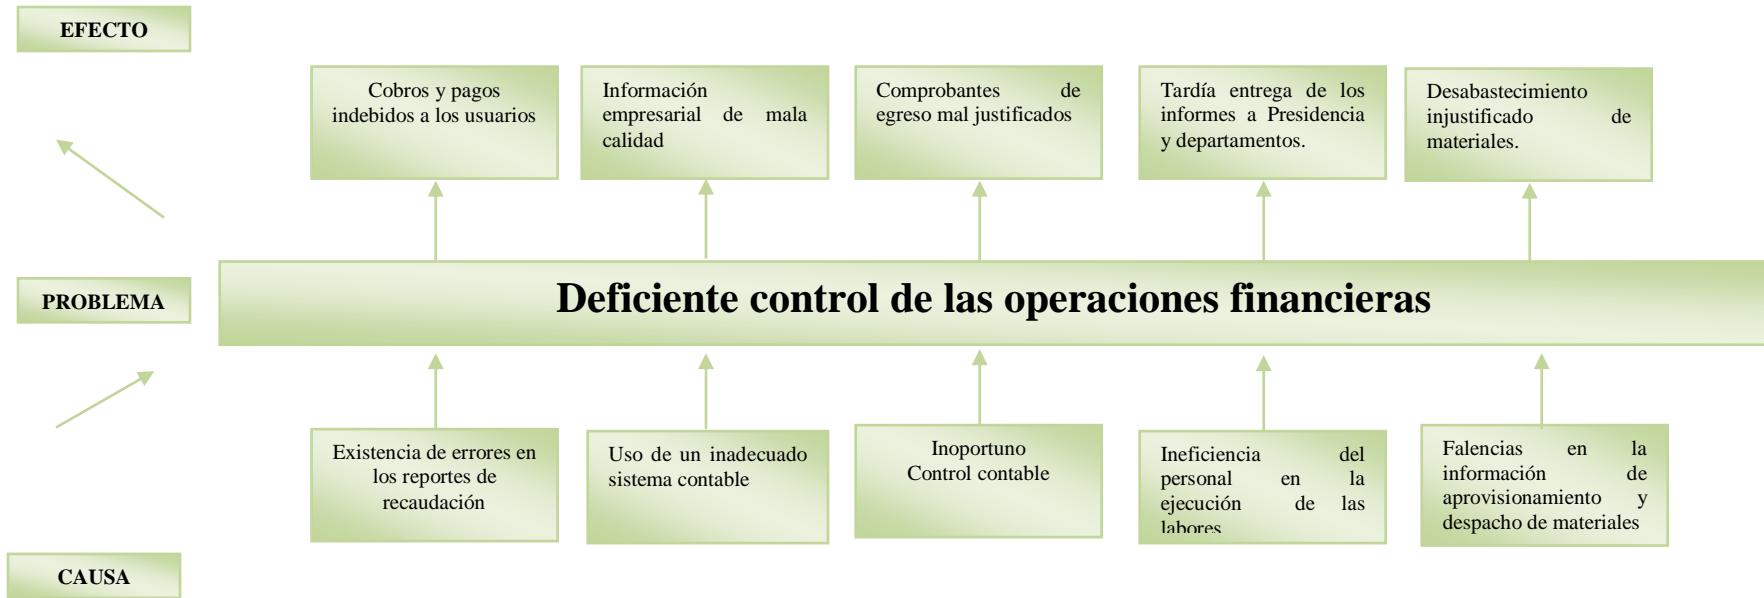 EFECTO
Cobros y pagos
indebidos a los usuarios
Información
empresarial de mala
calidad
Comprobantes de
egreso mal justificados
Tardía entrega de los
informes a Presidencia
y departamentos.
Desabastecimiento
injustificado de
materiales.
PROBLEMA
Deficiente control de las operaciones financieras
Existencia de errores en
los reportes de
recaudación
Uso de un inadecuado
sistema contable
Inoportuno
Control contable
Ineficiencia del
personal en la
ejecución de las
labores
Falencias en la
información de
aprovisionamiento y
despacho de materiales
CAUSA